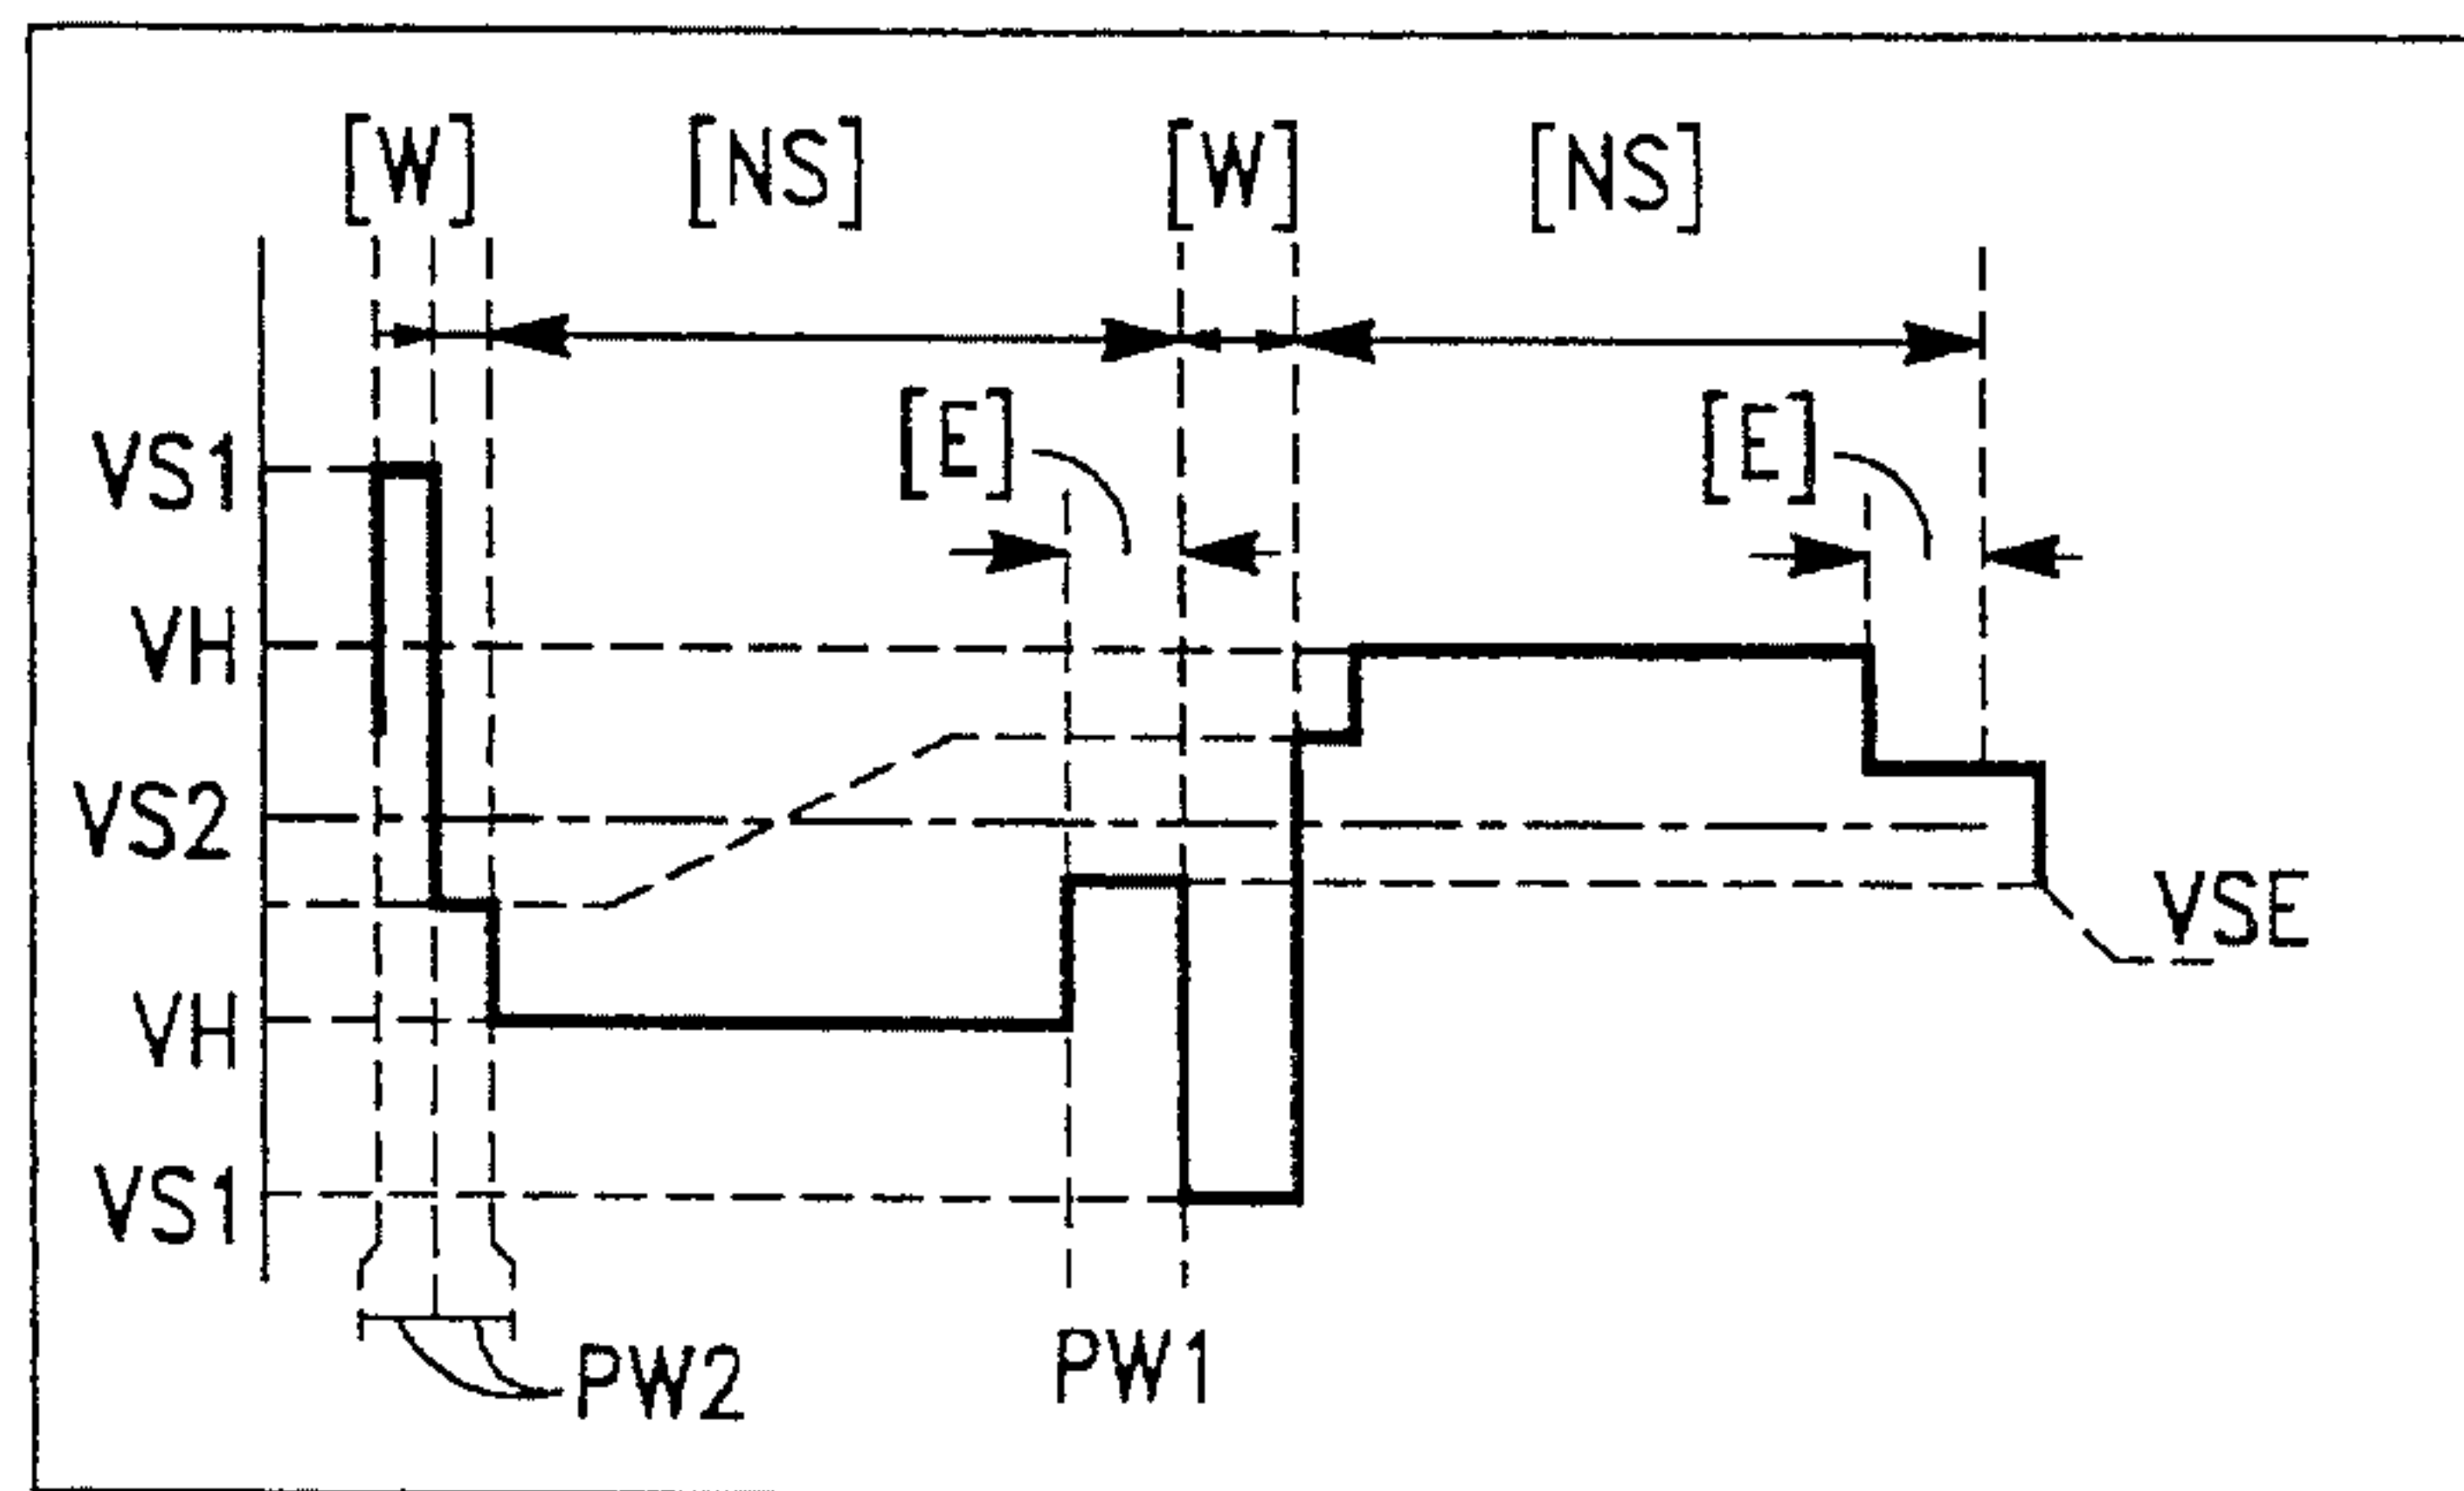 [W] [NS] [W] [NS]
[E] [E]
VS1
VH
VS2
VSE
VH
VS1
PW2 PW1